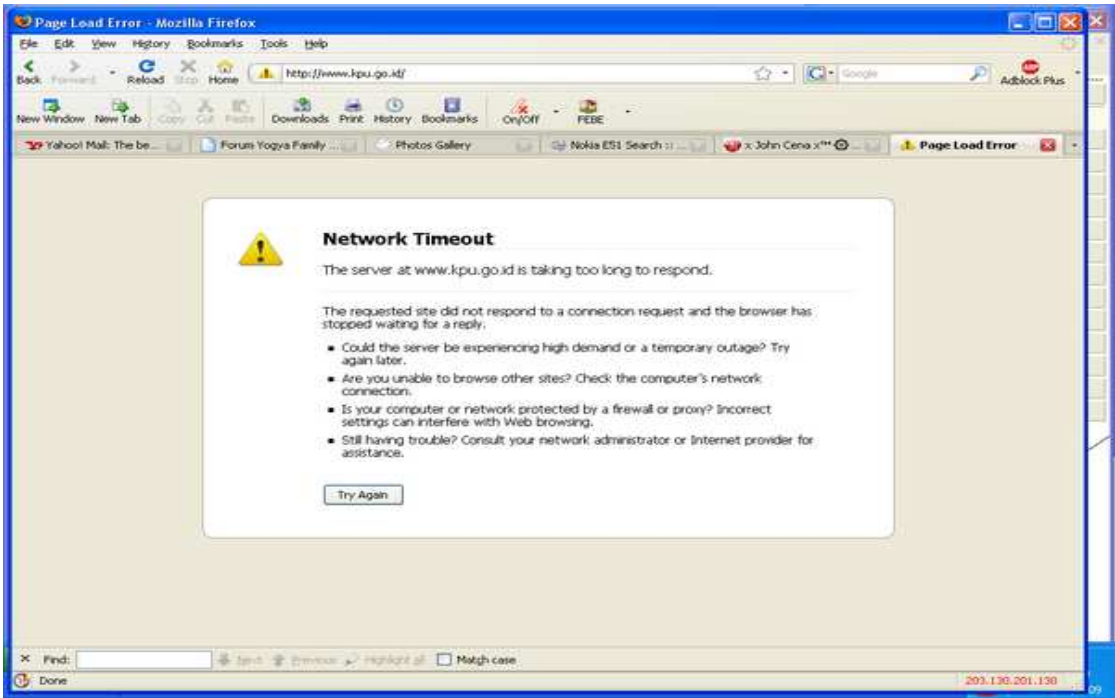 Page Load Error - Mozilla Firefox
File Edit View History Bookmarks Tools Help
Back Forward Reload Stop Home http://www.kpu.go.id/ Google Adblock Plus
New Window New Tab Copy Cut Paste Downloads Print History Bookmarks On/Off FEBE
Yahoo! Mail: The be... Forum Yogya Family ... Photos Gallery Nokia E51 Search :: ... x John Cena x™ ... Page Load Error
Network Timeout
The server at www.kpu.go.id is taking too long to respond.
The requested site did not respond to a connection request and the browser has
stopped waiting for a reply.
Could the server be experiencing high demand or a temporary outage? Try
again later.
Are you unable to browse other sites? Check the computer's network
connection.
Is your computer or network protected by a firewall or proxy? Incorrect
settings can interfere with Web browsing.
Still having trouble? Consult your network administrator or Internet provider for
assistance.
Try Again
Find: Next Previous Highlight all Match case
Done 203.130.201.130
09